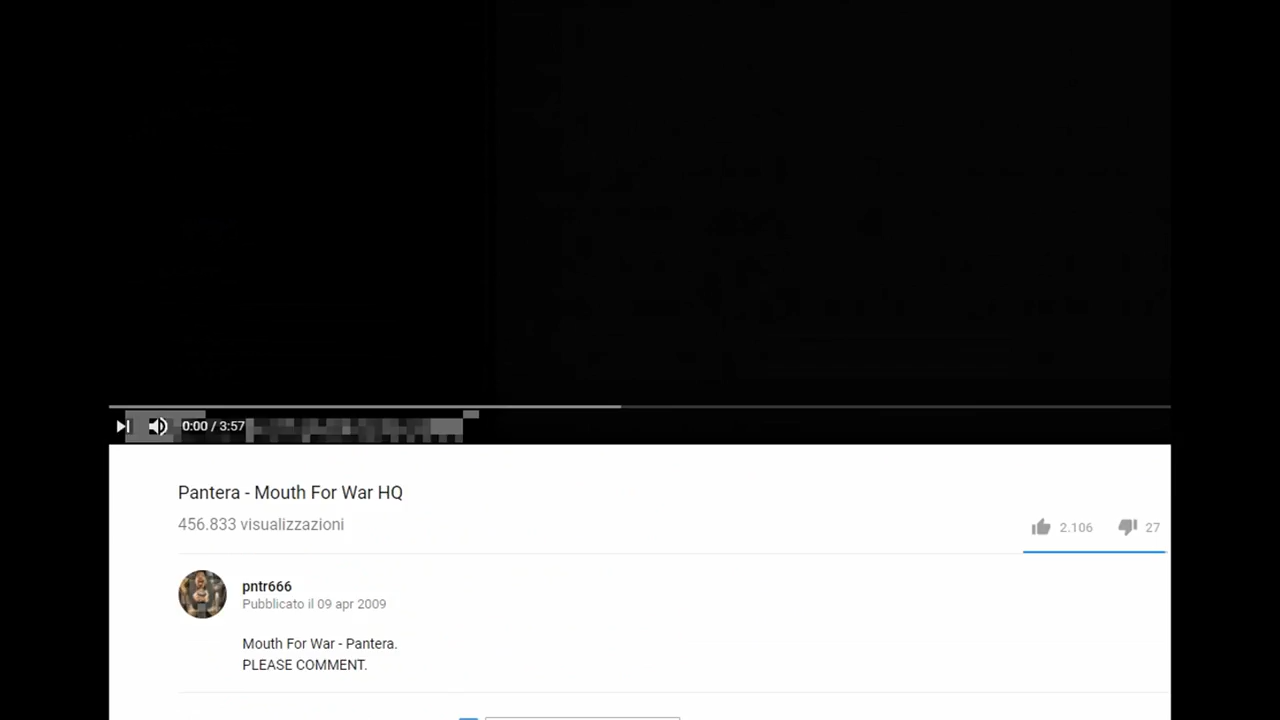 0:00 / 3:57
Pantera - Mouth For War HQ
456.833 visualizzazioni
2.106 27
pntr666
Pubblicato il 09 apr 2009
Mouth For War - Pantera.
PLEASE COMMENT.